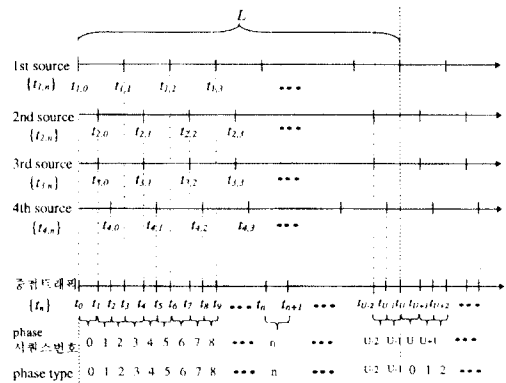 L
1st source
{t1,n} t1,0 t1,1 t1,2 t1,3 •••
2nd source
{t2,n} t2,0 t2,1 t2,2 t2,3 •••
3rd source
{t3,n} t3,0 t3,1 t3,2 t3,3
4th source
{t4,n} t4,0 t4,1 t4,2 t4,3 •••
중첩트래픽
{tn} t0 t1 t2 t3 t4 t5 t6 t7 t8 t9 ••• tn tn+1 ••• tU-2 tU-1 tU tU+1 tU+2 •••
phase
시퀀스번호 0 1 2 3 4 5 6 7 8 ••• n ••• U-2 U-1 U U+1 •••
phase type 0 1 2 3 4 5 6 7 8 ••• n ••• U-2 U-1 0 1 2 •••